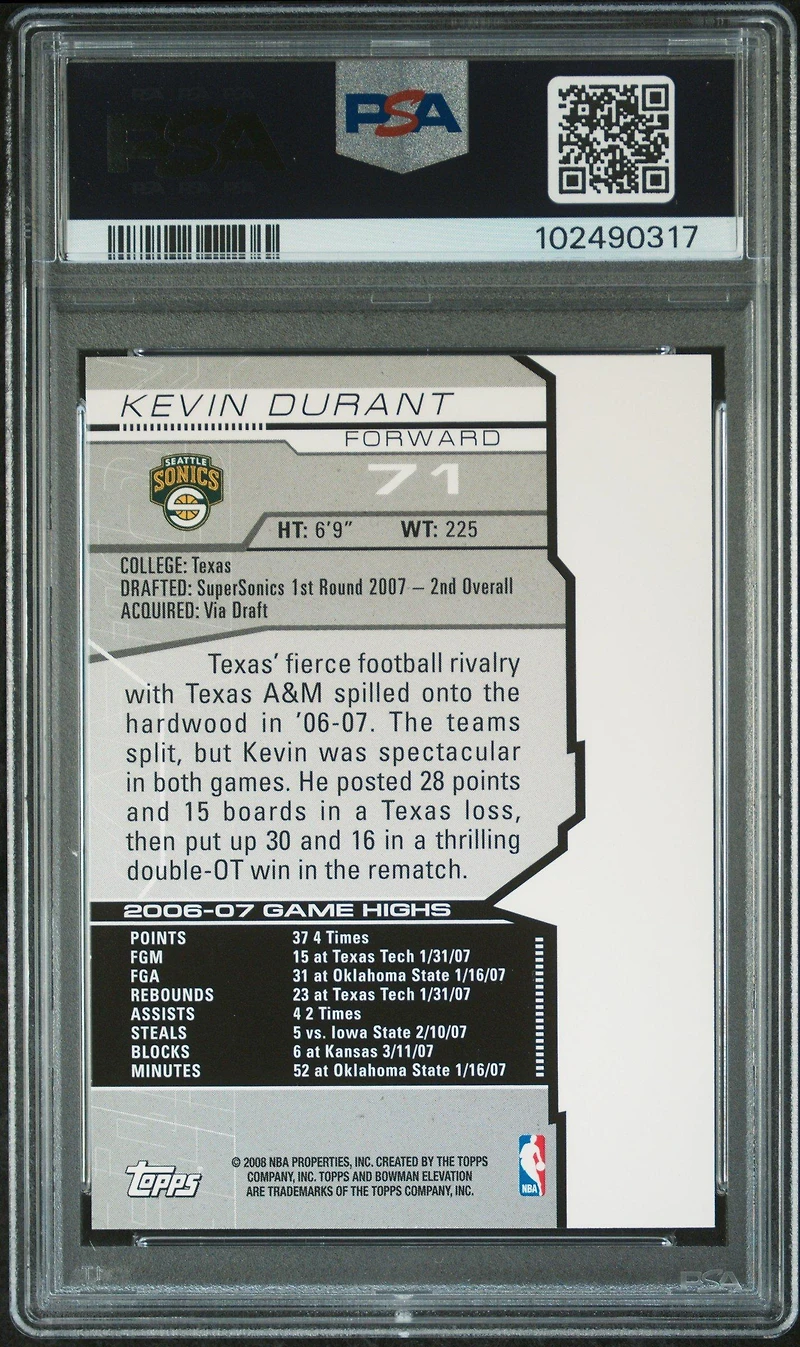 PSA
PSA
102490317
KEVIN DURANT
FORWARD
SEATTLE
SONICS
71
HT: 6'9" WT: 225
COLLEGE: Texas
DRAFTED: SuperSonics 1st Round 2007 – 2nd Overall
ACQUIRED: Via Draft
Texas' fierce football rivalry
with Texas A&M spilled onto the
hardwood in '06-07. The teams
split, but Kevin was spectacular
in both games. He posted 28 points
and 15 boards in a Texas loss,
then put up 30 and 16 in a thrilling
double-OT win in the rematch.
2006-07 GAME HIGHS
POINTS 37 4 Times
FGM 15 at Texas Tech 1/31/07
FGA 31 at Oklahoma State 1/16/07
REBOUNDS 23 at Texas Tech 1/31/07
ASSISTS 4 2 Times
STEALS 5 vs. Iowa State 2/10/07
BLOCKS 6 at Kansas 3/11/07
MINUTES 52 at Oklahoma State 1/16/07
Topps
© 2008 NBA PROPERTIES, INC. CREATED BY THE TOPPS
COMPANY, INC. TOPPS AND BOWMAN ELEVATION
ARE TRADEMARKS OF THE TOPPS COMPANY, INC.
NBA
PSA